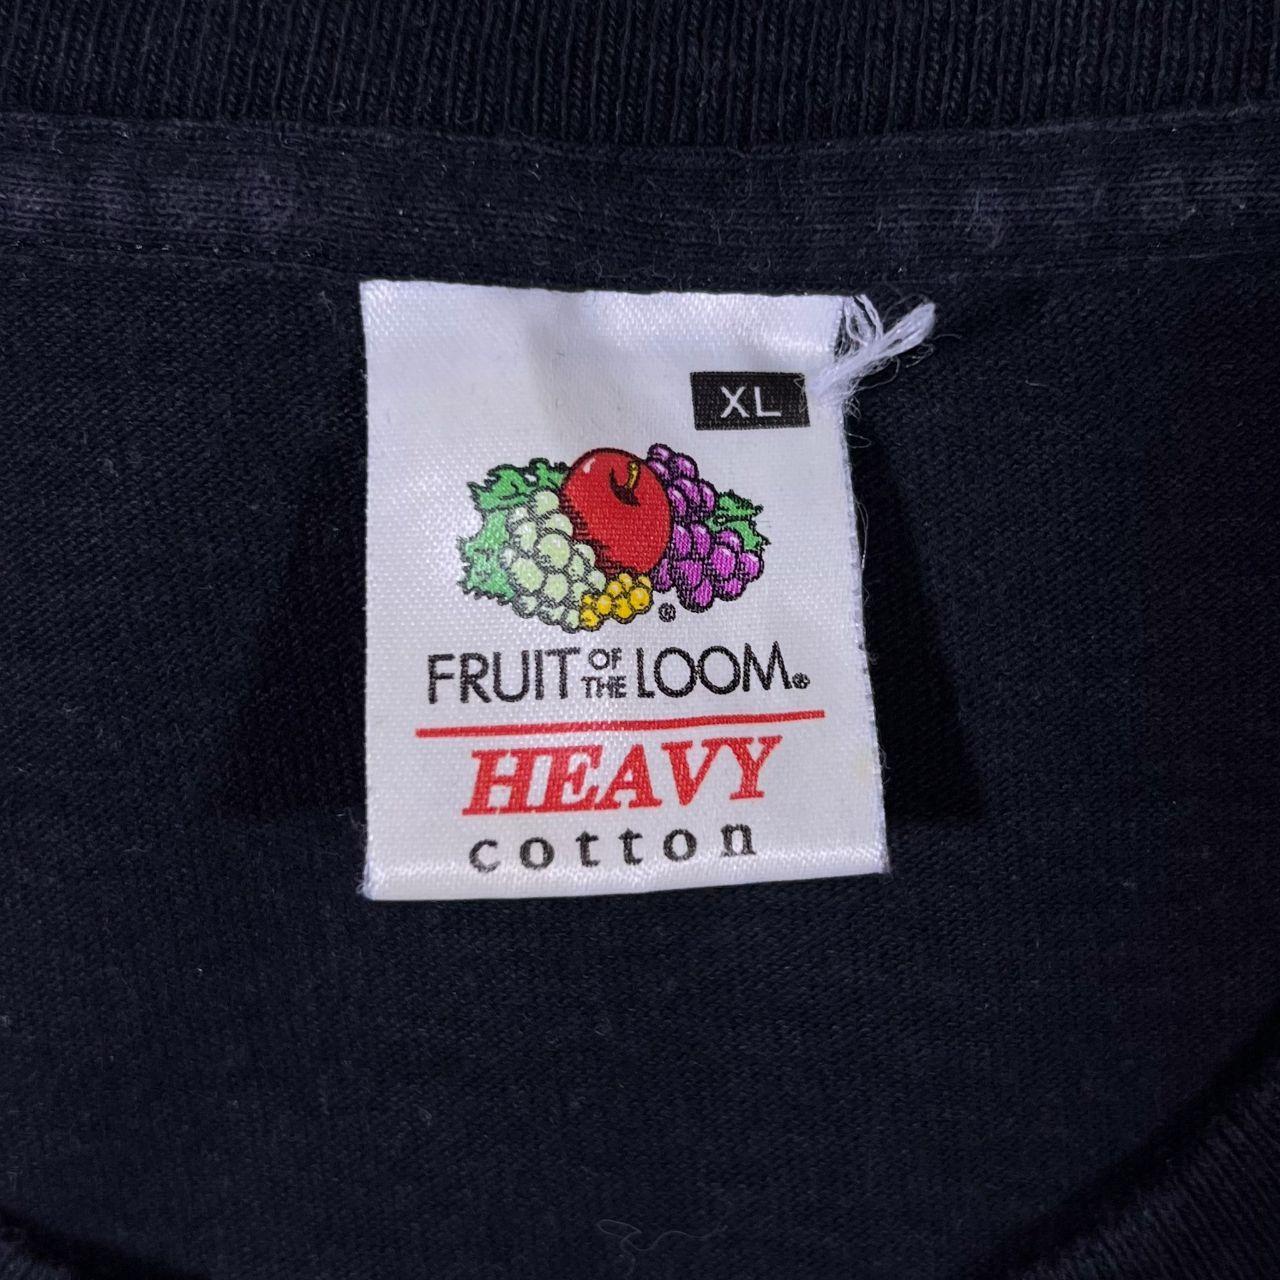 XL
®
FRUIT OF THE LOOM®
HEAVY
cotton